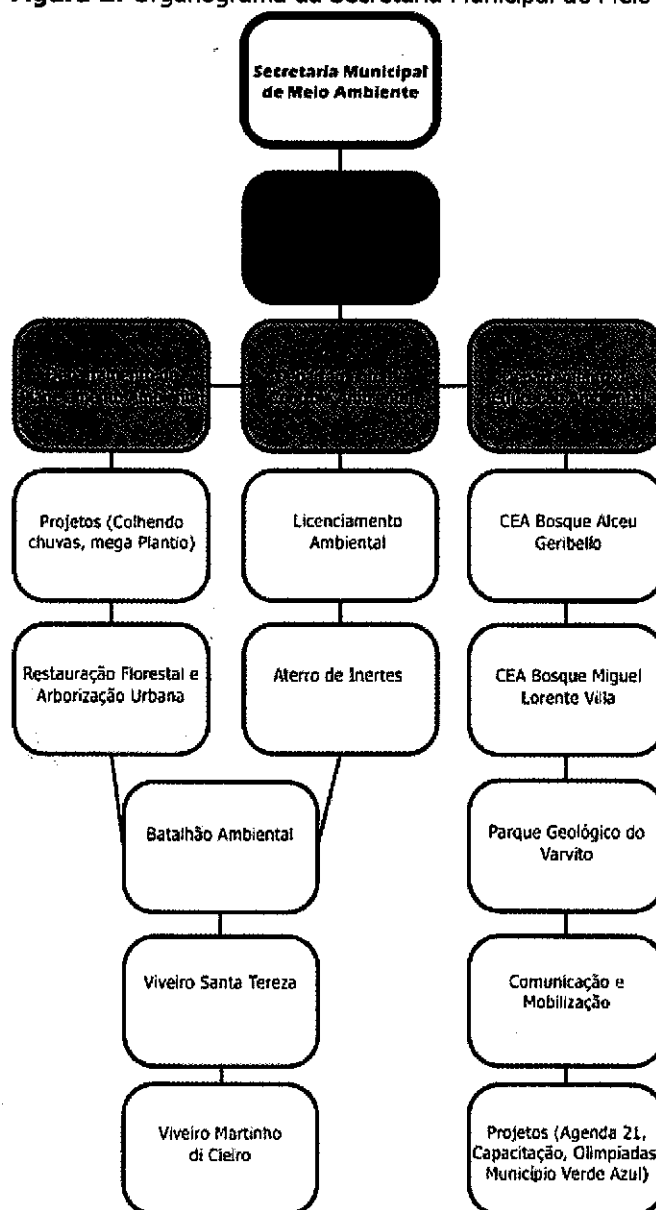 Secretaria Municipal
de Meio Ambiente
Projetos (Colhendo
chuvas, mega Plantio)
Licenciamento
Ambiental
CEA Bosque Alceu
Geribello
Restauração Florestal e
Arborização Urbana
Aterro de Inertes
CEA Bosque Miguel
Lorente Villa
Batalhão Ambiental
Parque Geológico do
Varvito
Viveiro Santa Tereza
Comunicação e
Mobilização
Viveiro Martinho
di Cieiro
Projetos (Agenda 21,
Capacitação, Olimpíadas
Município Verde Azul)